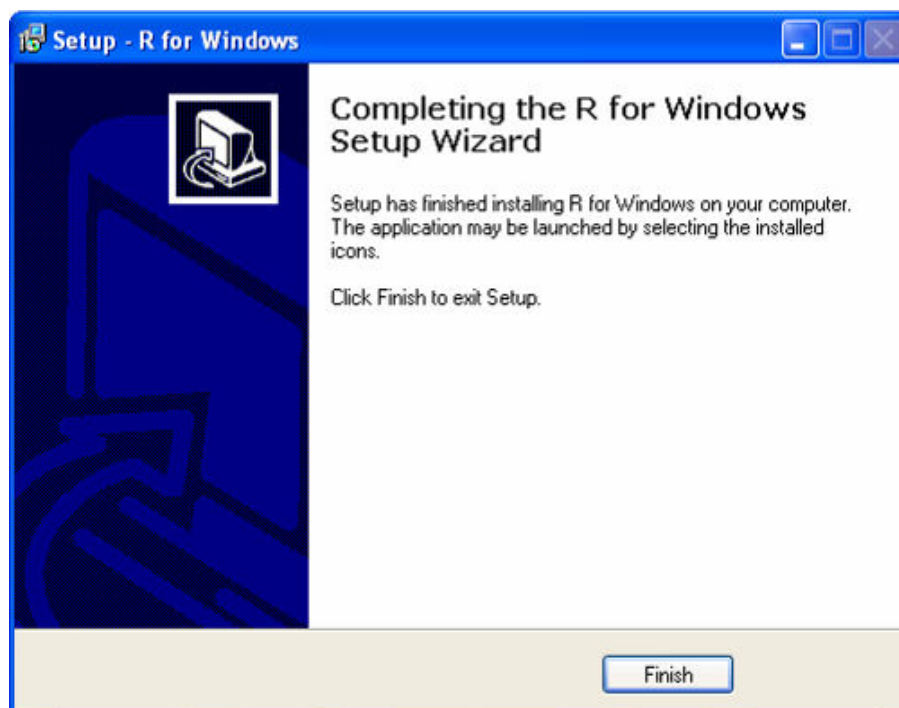 Setup - R for Windows
Completing the R for Windows
Setup Wizard
Setup has finished installing R for Windows on your computer.
The application may be launched by selecting the installed
icons.
Click Finish to exit Setup.
Finish